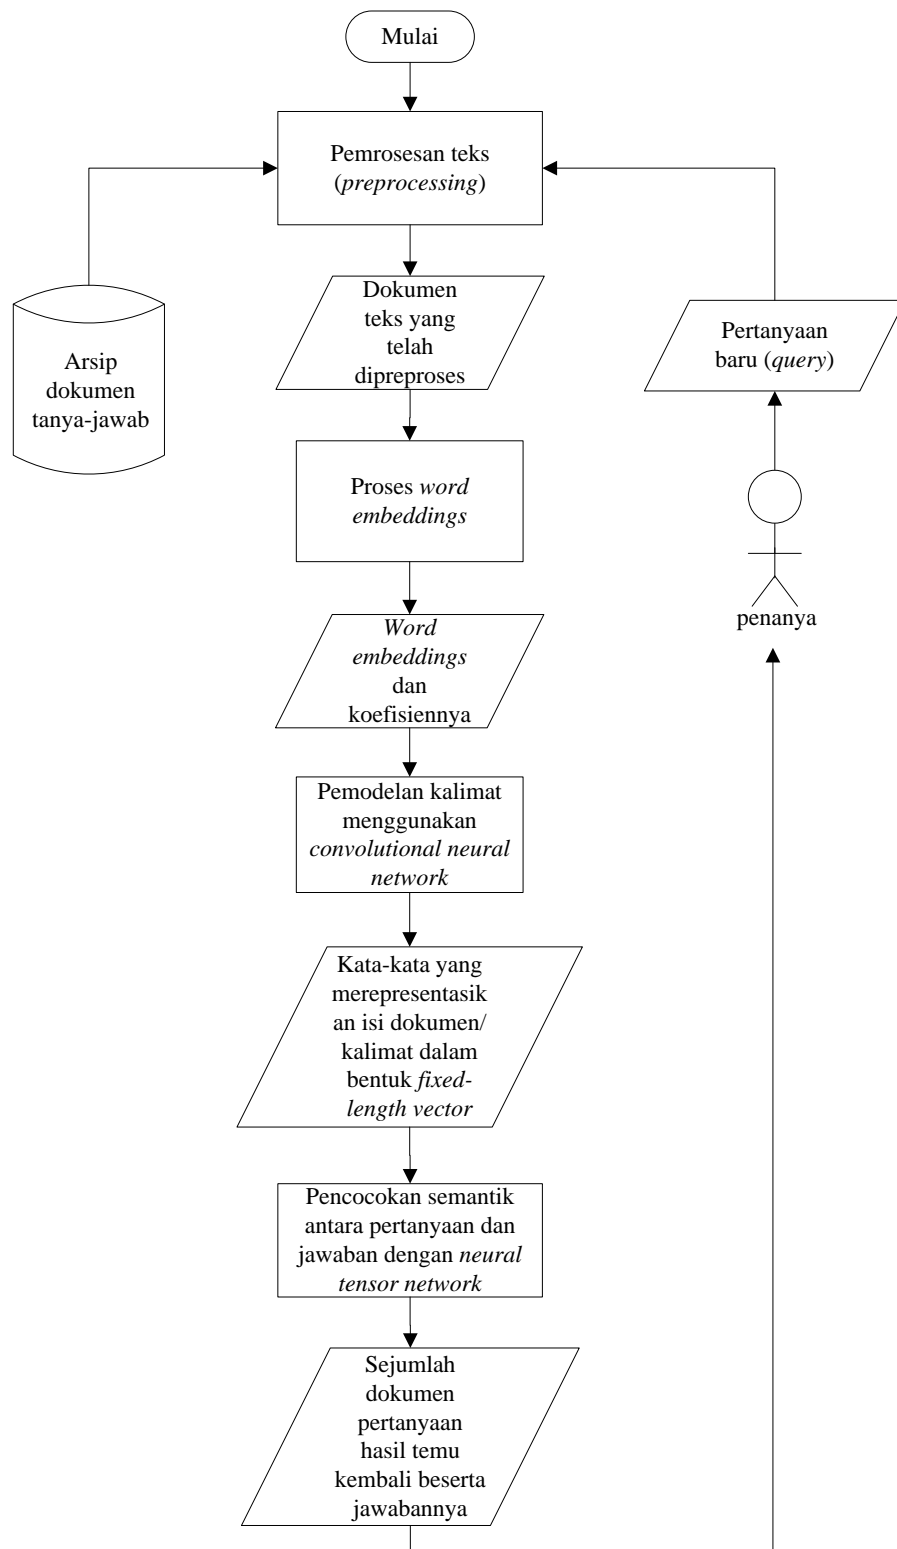 Mulai
Pemrosesan teks
(preprocessing)
Dokumen
teks yang
telah
dipreproses
Arsip
dokumen
tanya-jawab
Pertanyaan
baru (query)
Proses word
embeddings
penanya
Word
embeddings
dan
koefisiennya
Pemodelan kalimat
menggunakan
convolutional neural
network
Kata-kata yang
merepresentasik
an isi dokumen/
kalimat dalam
bentuk fixed-
length vector
Pencocokan semantik
antara pertanyaan dan
jawaban dengan neural
tensor network
Sejumlah
dokumen
pertanyaan
hasil temu
kembali beserta
jawabannya